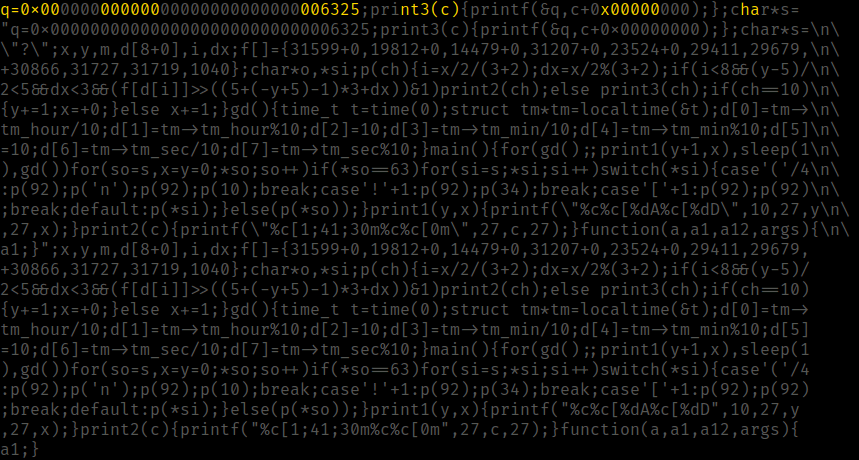 q=0x00000000000000000000000000006325;print3(c){printf(&q,c+0x00000000);};char*s=
"q=0x00000000000000000000000000006325;print3(c){printf(&q,c+0x00000000);};char*s=\n\
\"?\";x,y,m,d[8+0],i,dx;f[]={31599+0,19812+0,14479+0,31207+0,23524+0,29411,29679,\n\
+30866,31727,31719,1040};char*o,*si;p(ch){i=x/2/(3+2);dx=x/2%(3+2);if(i<8&&(y-5)/\n\
2<5&&dx<3&&(f[d[i]]>>((5+(-y+5)-1)*3+dx))&1)print2(ch);else print3(ch);if(ch==10)\n\
{y+=1;x=+0;}else x+=1;}gd(){time_t t=time(0);struct tm*tm=localtime(&t);d[0]=tm->\n\
tm_hour/10;d[1]=tm->tm_hour%10;d[2]=10;d[3]=tm->tm_min/10;d[4]=tm->tm_min%10;d[5]\n\
=10;d[6]=tm->tm_sec/10;d[7]=tm->tm_sec%10;}main(){for(gd();;print1(y+1,x),sleep(1\n\
),gd())for(so=s,x=y=0;*so;so++)if(*so==63)for(si=s;*si;si++)switch(*si){case'('/4\n\
:p(92);p('n');p(92);p(10);break;case'!'+1:p(92);p(34);break;case'['+1:p(92);p(92)\n\
;break;default:p(*si);}else(p(*so));}print1(y,x){printf(\"%c%c[%dA%c[%dD\",10,27,y\n\
,27,x);}print2(c){printf(\"%c[1;41;30m%c%c[0m\",27,c,27);}function(a,a1,a12,args){\n\
a1;}";x,y,m,d[8+0],i,dx;f[]={31599+0,19812+0,14479+0,31207+0,23524+0,29411,29679,
+30866,31727,31719,1040};char*o,*si;p(ch){i=x/2/(3+2);dx=x/2%(3+2);if(i<8&&(y-5)/
2<5&&dx<3&&(f[d[i]]>>((5+(-y+5)-1)*3+dx))&1)print2(ch);else print3(ch);if(ch==10)
{y+=1;x=+0;}else x+=1;}gd(){time_t t=time(0);struct tm*tm=localtime(&t);d[0]=tm->
tm_hour/10;d[1]=tm->tm_hour%10;d[2]=10;d[3]=tm->tm_min/10;d[4]=tm->tm_min%10;d[5]
=10;d[6]=tm->tm_sec/10;d[7]=tm->tm_sec%10;}main(){for(gd();;print1(y+1,x),sleep(1
),gd())for(so=s,x=y=0;*so;so++)if(*so==63)for(si=s;*si;si++)switch(*si){case'('/4
:p(92);p('n');p(92);p(10);break;case'!'+1:p(92);p(34);break;case'['+1:p(92);p(92)
;break;default:p(*si);}else(p(*so));}print1(y,x){printf("%c%c[%dA%c[%dD",10,27,y
,27,x);}print2(c){printf("%c[1;41;30m%c%c[0m",27,c,27);}function(a,a1,a12,args){
a1;}